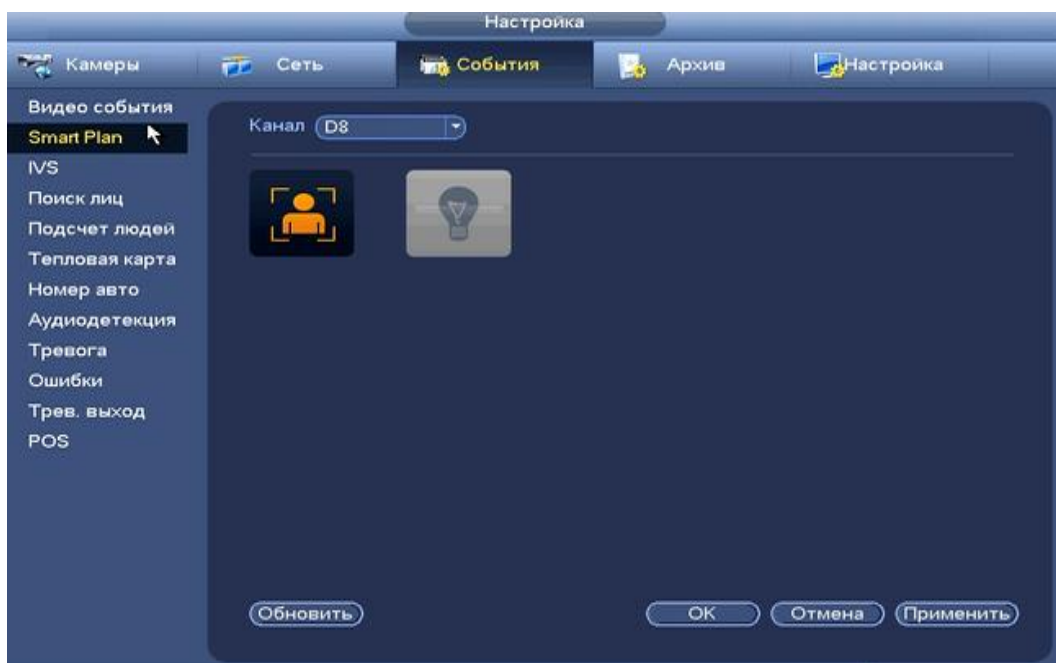 Настройка
Камеры Сеть События Архив Настройка
Видео события
Smart Plan
IVS
Поиск лиц
Подсчет людей
Тепловая карта
Номер авто
Аудиодетекция
Тревога
Ошибки
Трев. выход
POS
Канал D8
Обновить OK Отмена Применить